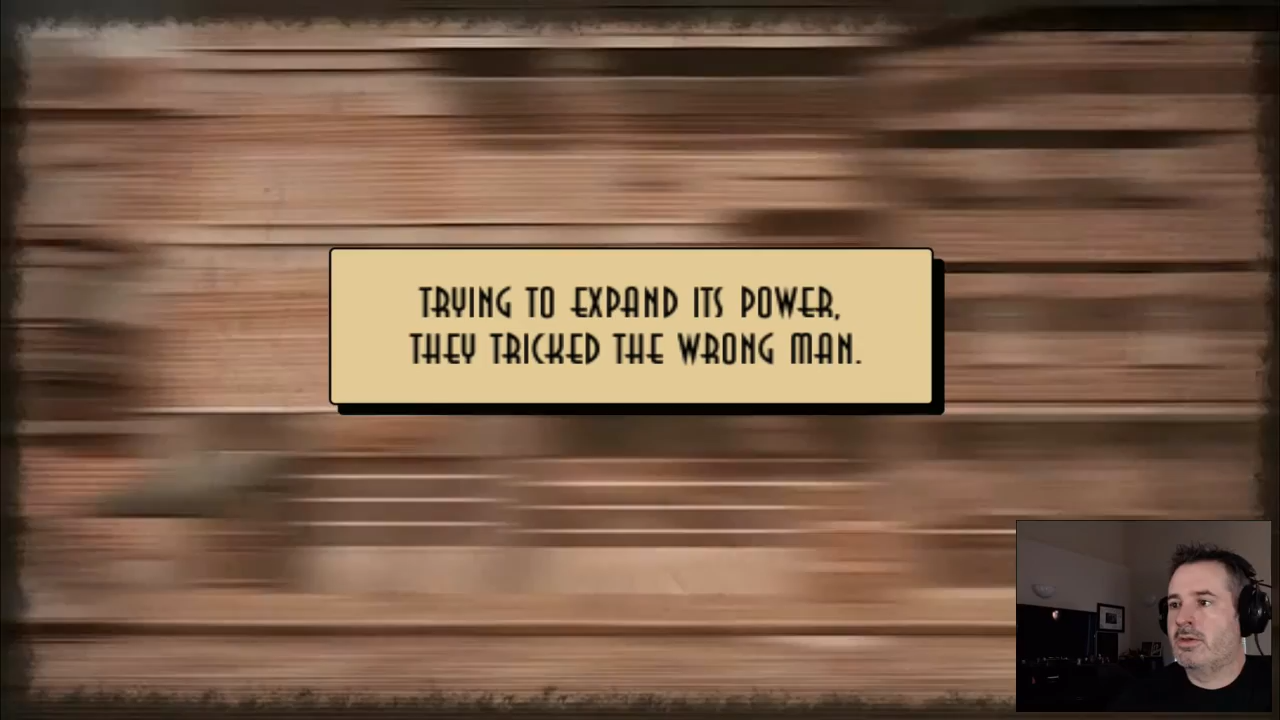 TRYING TO EXPAND ITS POWER,
THEY TRICKED THE WRONG MAN.